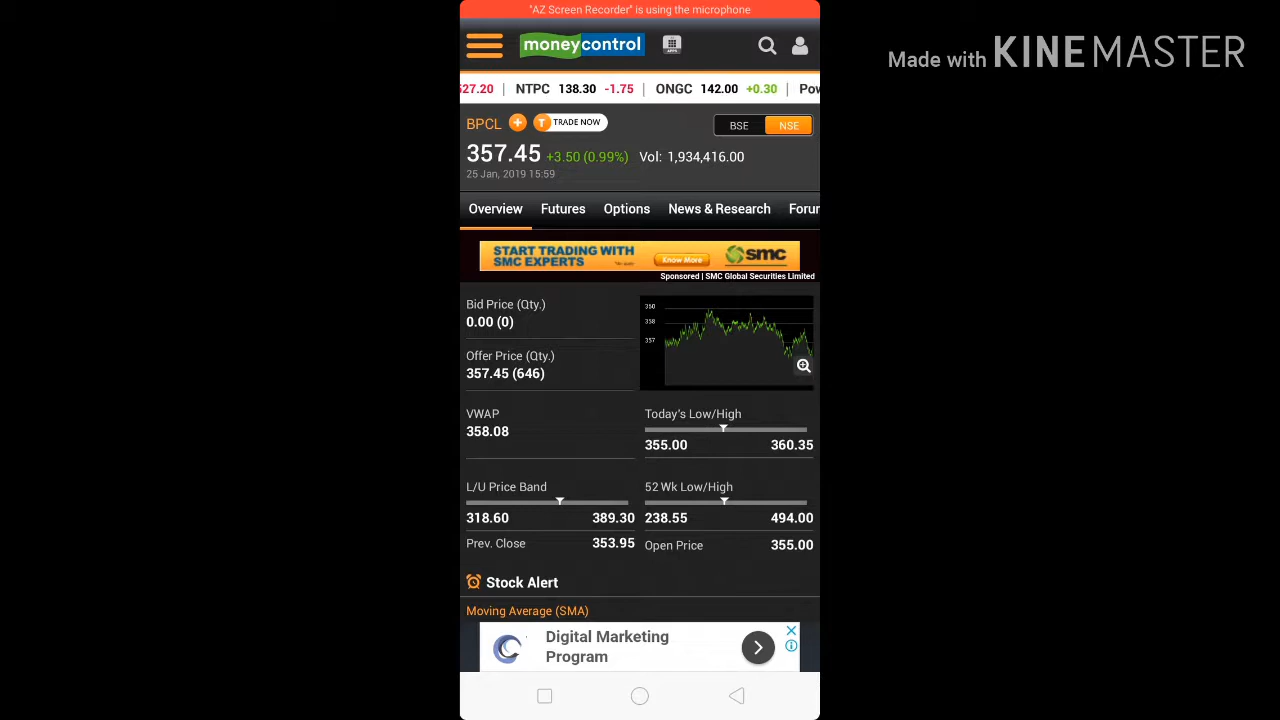 "AZ Screen Recorder" is using the microphone
Made with KINEMASTER
moneycontrol
APPS
527.20 | NTPC 138.30 -1.75 | ONGC 142.00 +0.30 | Pow
BPCL + T TRADE NOW
BSE NSE
357.45 +3.50 (0.99%) Vol: 1,934,416.00
25 Jan, 2019 15:59
Overview Futures Options News & Research Forum
START TRADING WITH
SMC EXPERTS
Know More
smc
Sponsored | SMC Global Securities Limited
Bid Price (Qty.)
0.00 (0)
360
358
357
Offer Price (Qty.)
357.45 (646)
VWAP
358.08
Today's Low/High
355.00 360.35
L/U Price Band
318.60 389.30
52 Wk Low/High
238.55 494.00
Prev. Close 353.95
Open Price 355.00
Stock Alert
Moving Average (SMA)
Digital Marketing
Program